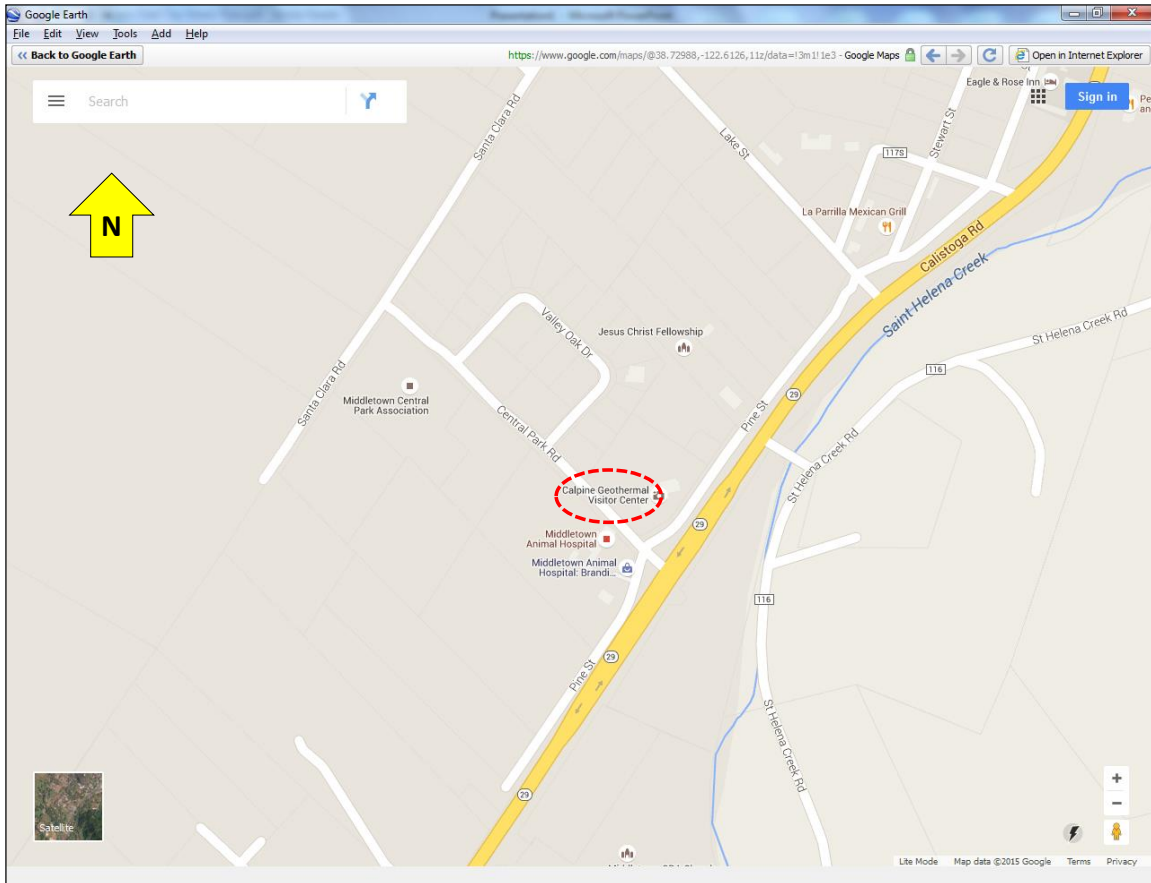 Google Earth
File Edit View Tools Add Help
<< Back to Google Earth
https://www.google.com/maps/@38.72988,-122.6126,11z/data=!3m1!1e3 - Google Maps
Open in Internet Explorer
Search
Sign in
Eagle & Rose Inn
N
Santa Clara Rd
Lake St
Stewart St
117S
La Parrilla Mexican Grill
Calistoga Rd
Saint Helena Creek
St Helena Creek Rd
Valley Oak Dr
Jesus Christ Fellowship
116
Santa Clara Rd
Middletown Central
Park Association
29
Pine St
Central Park Rd
St Helena Creek Rd
Calpine Geothermal
Visitor Center
29
Middletown
Animal Hospital
Middletown Animal
Hospital: Brandi...
116
29
Pine St
St Helena Creek Rd
29
Satellite
+
−
Lite Mode Map data ©2015 Google Terms Privacy